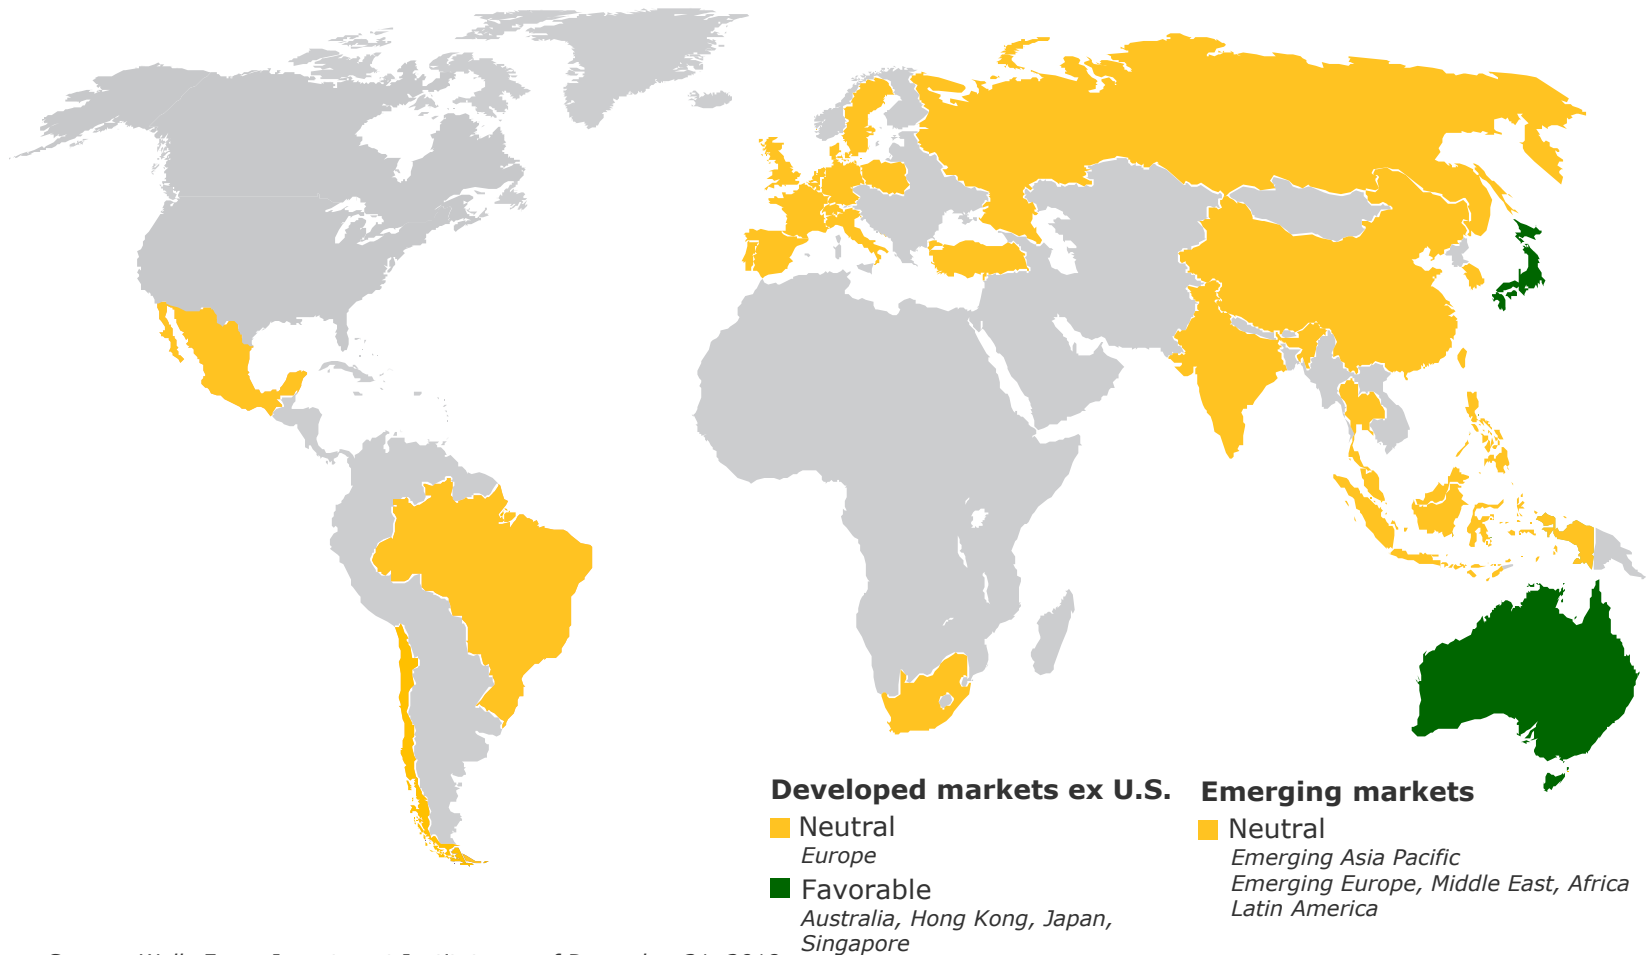 Developed markets ex U.S.
Neutral
Europe
Favorable
Australia, Hong Kong, Japan,
Singapore
Emerging markets
Neutral
Emerging Asia Pacific
Emerging Europe, Middle East, Africa
Latin America